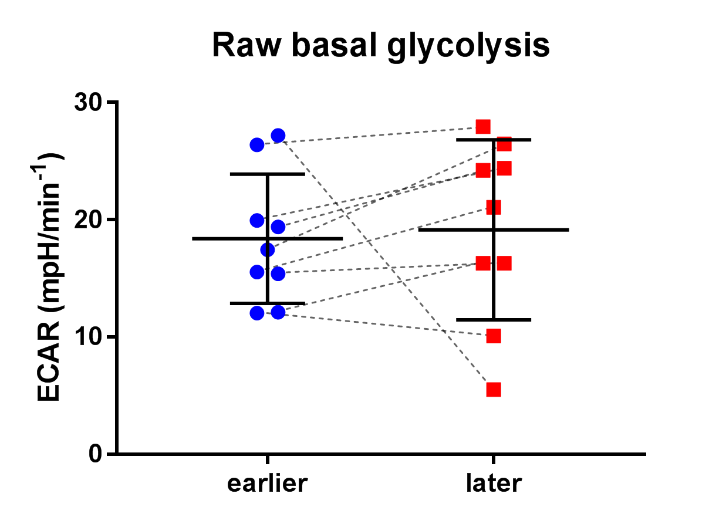 Raw basal glycolysis
ECAR (mpH/min⁻¹)
30
20
10
0
earlier later